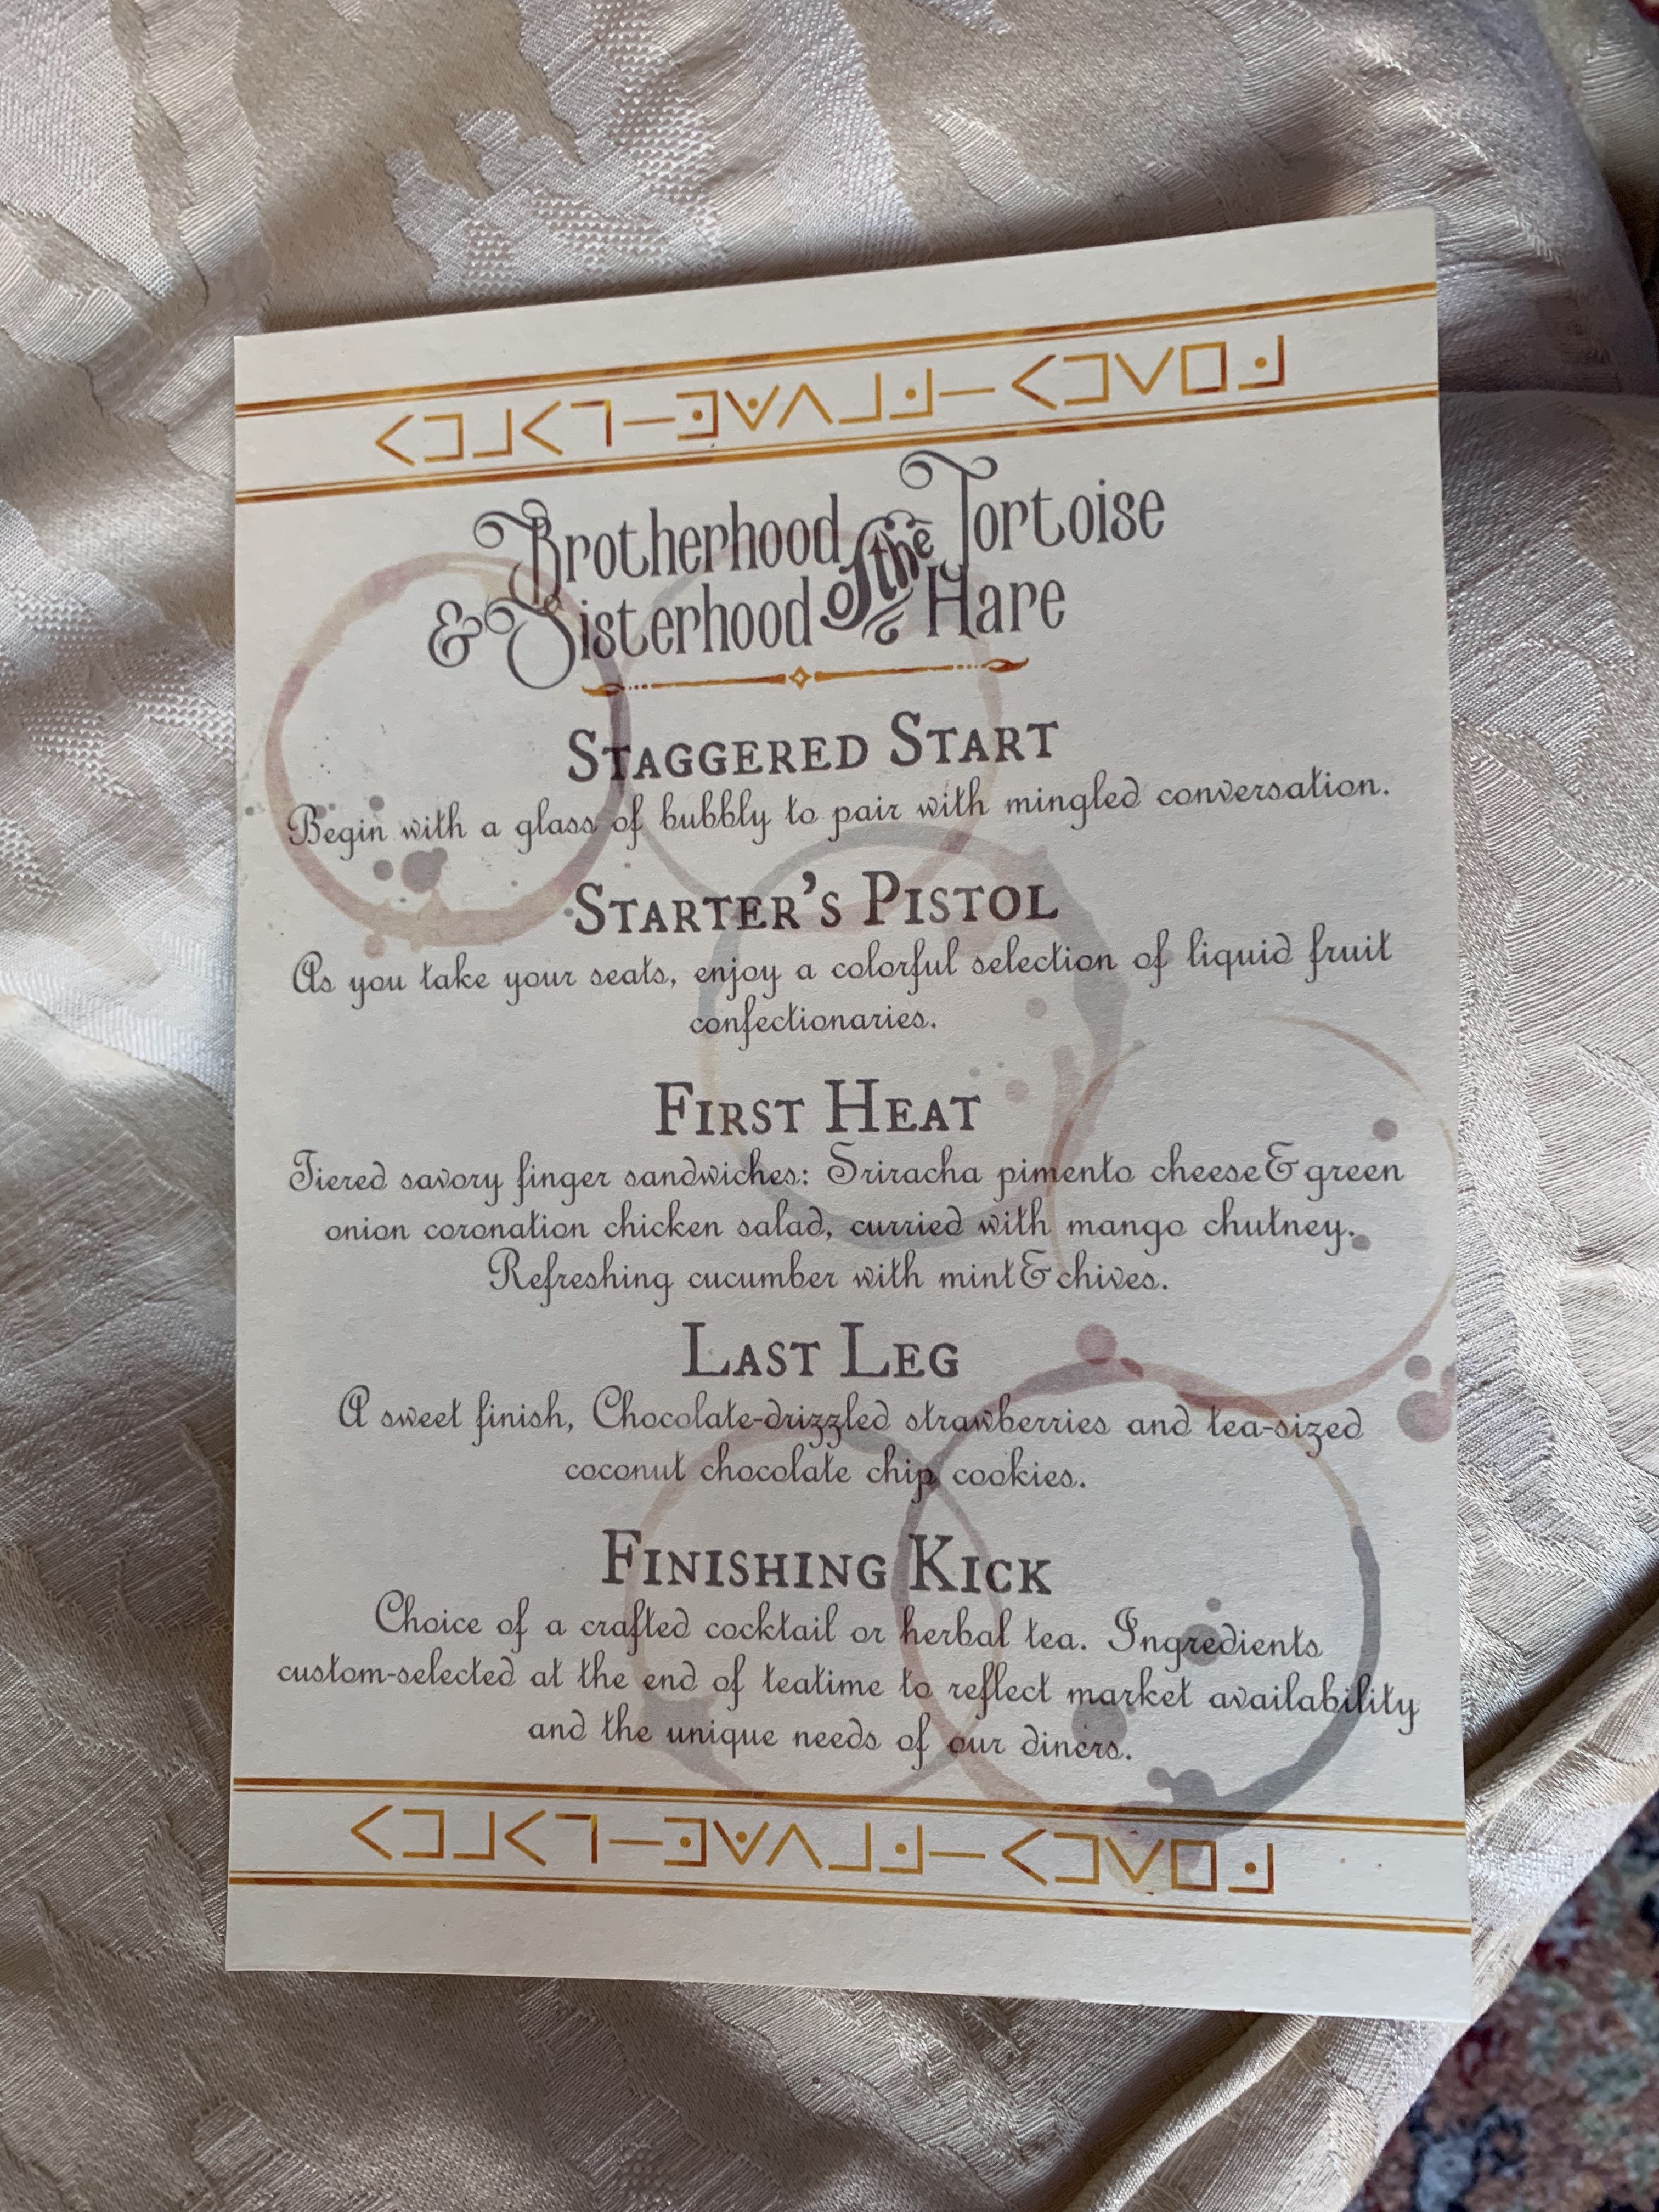 Brotherhood of the Tortoise
& Sisterhood Hare
Staggered Start
Begin with a glass of bubbly to pair with mingled conversation.
Starter's Pistol
As you take your seats, enjoy a colorful selection of liquid fruit
confectionaries.
First Heat
Tiered savory finger sandwiches: Sriracha pimento cheese & green
onion coronation chicken salad, curried with mango chutney.
Refreshing cucumber with mint & chives.
Last Leg
A sweet finish, Chocolate-drizzled strawberries and tea-sized
coconut chocolate chip cookies.
Finishing Kick
Choice of a crafted cocktail or herbal tea. Ingredients
custom-selected at the end of teatime to reflect market availability
and the unique needs of our diners.